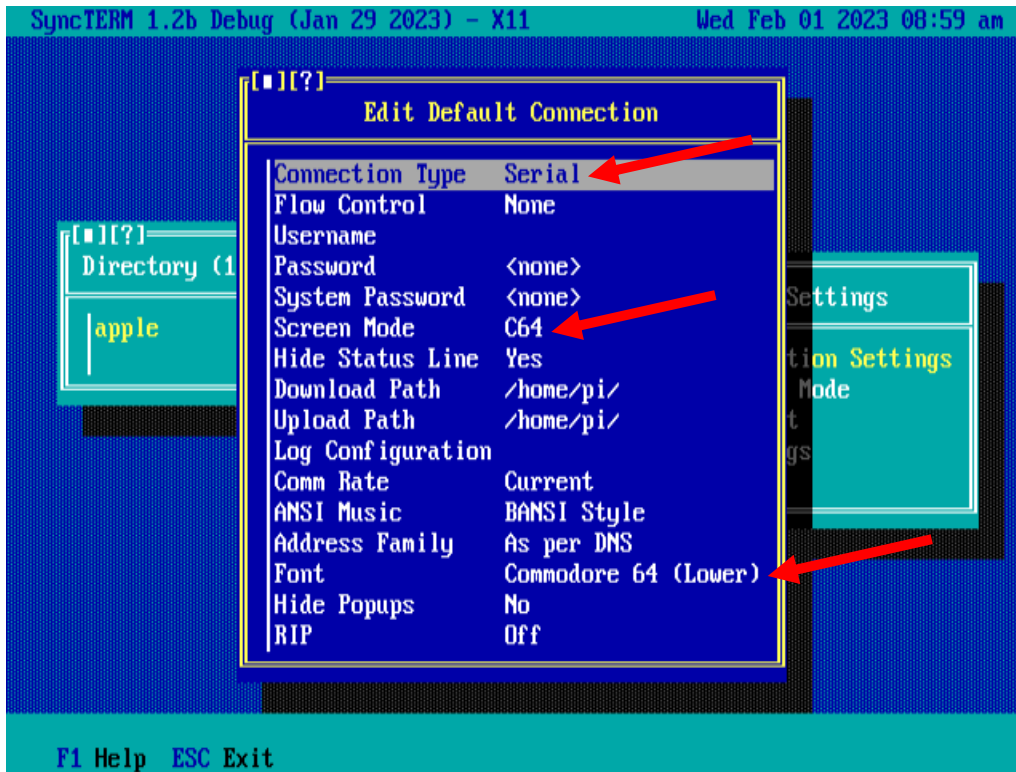 SyncTERM 1.2b Debug (Jan 29 2023) - X11 Wed Feb 01 2023 08:59 am
[■][?]
Edit Default Connection
Connection Type Serial
Flow Control None
Username
Password <none>
System Password <none>
Screen Mode C64
Hide Status Line Yes
Download Path /home/pi/
Upload Path /home/pi/
Log Configuration
Comm Rate Current
ANSI Music BANSI Style
Address Family As per DNS
Font Commodore 64 (Lower)
Hide Popups No
RIP Off
[■][?]
Directory (1
apple
Settings
tion Settings
Mode
t
gs
F1 Help ESC Exit